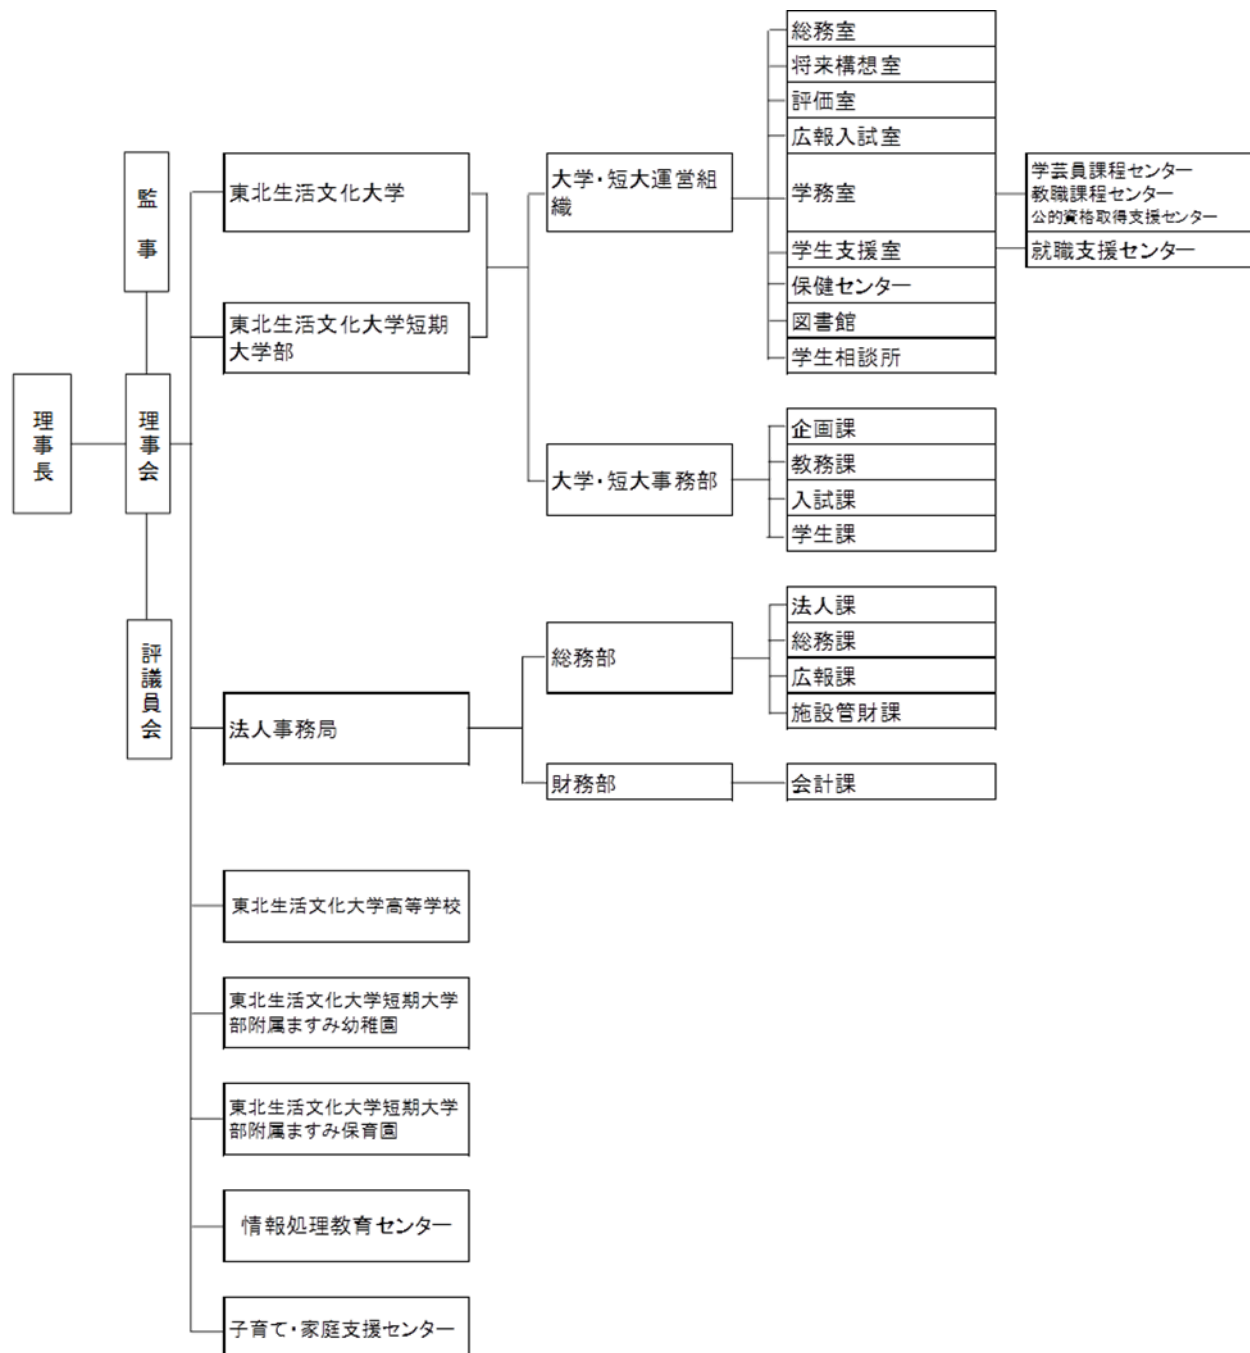 総務室
将来構想室
評価室
広報入試室
学務室
学生支援室
保健センター
図書館
学生相談所
学芸員課程センター
教職課程センター
公的資格取得支援センター
就職支援センター
監事
東北生活文化大学
大学・短大運営組
織
東北生活文化大学短期
大学部
理事長
理事会
大学・短大事務部
企画課
教務課
入試課
学生課
評議員会
法人事務局
総務部
法人課
総務課
広報課
施設管財課
財務部
会計課
東北生活文化大学高等学校
東北生活文化大学短期大学
部附属ますみ幼稚園
東北生活文化大学短期大学
部附属ますみ保育園
情報処理教育センター
子育て・家庭支援センター